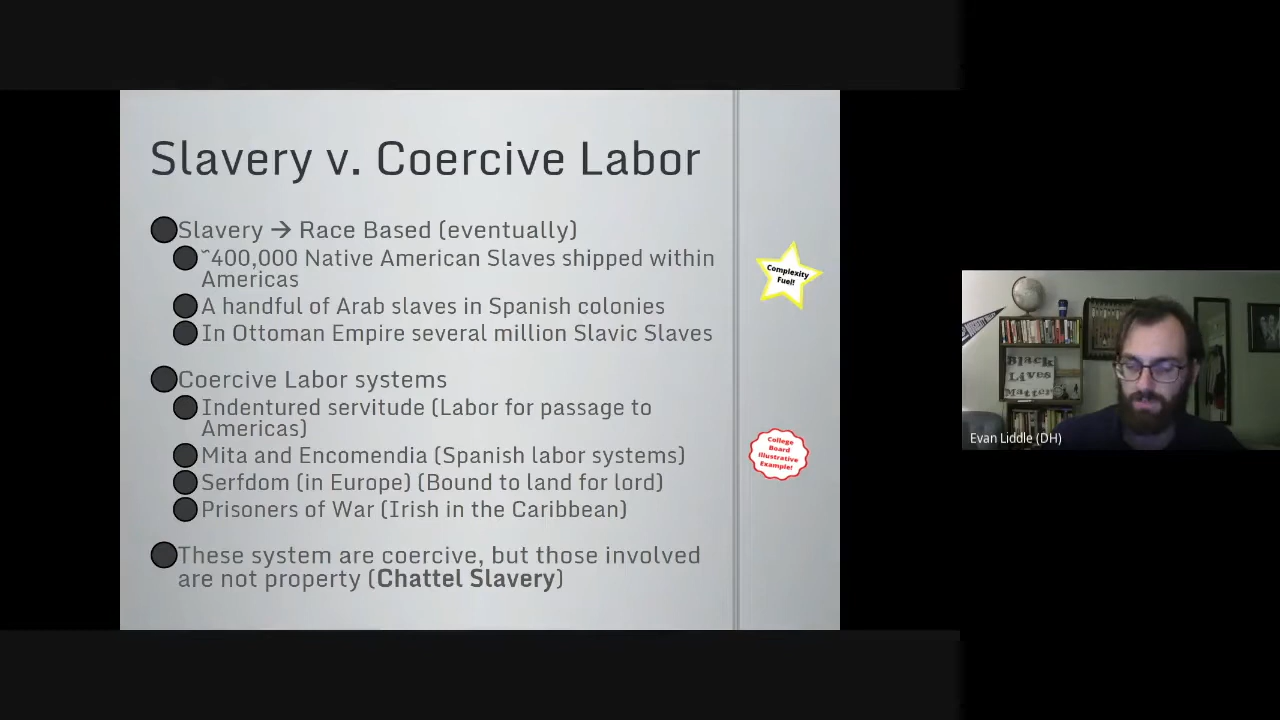 Slavery v. Coercive Labor
Slavery → Race Based (eventually)
~400,000 Native American Slaves shipped within
Americas
A handful of Arab slaves in Spanish colonies
In Ottoman Empire several million Slavic Slaves
Coercive Labor systems
Indentured servitude (Labor for passage to
Americas)
Mita and Encomendia (Spanish labor systems)
Serfdom (in Europe) (Bound to land for lord)
Prisoners of War (Irish in the Caribbean)
These system are coercive, but those involved
are not property (Chattel Slavery)
Complexity
Fuel!
College
Board
Illustrative
Example!
Black
Lives
Matter
Evan Liddle (DH)